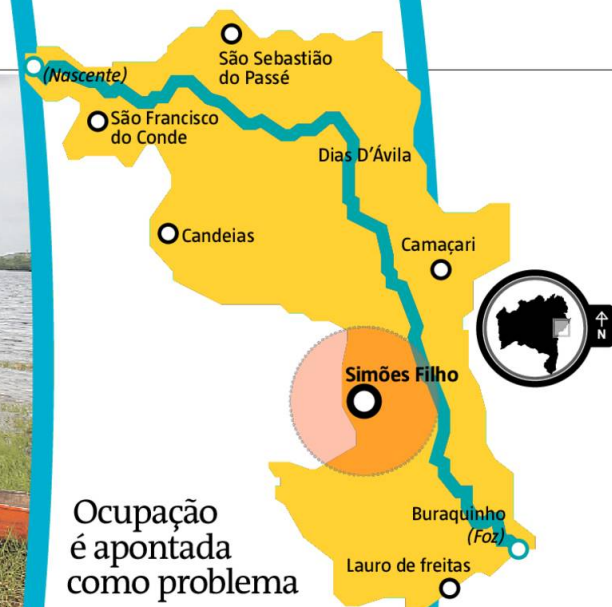 (Nascente)
São Sebastião
do Passé
São Francisco
do Conde
Dias D'Ávila
Candeias
Camaçari
N
Simões Filho
Buraquinho
(Foz)
Lauro de freitas
Ocupação
é apontada
como problema